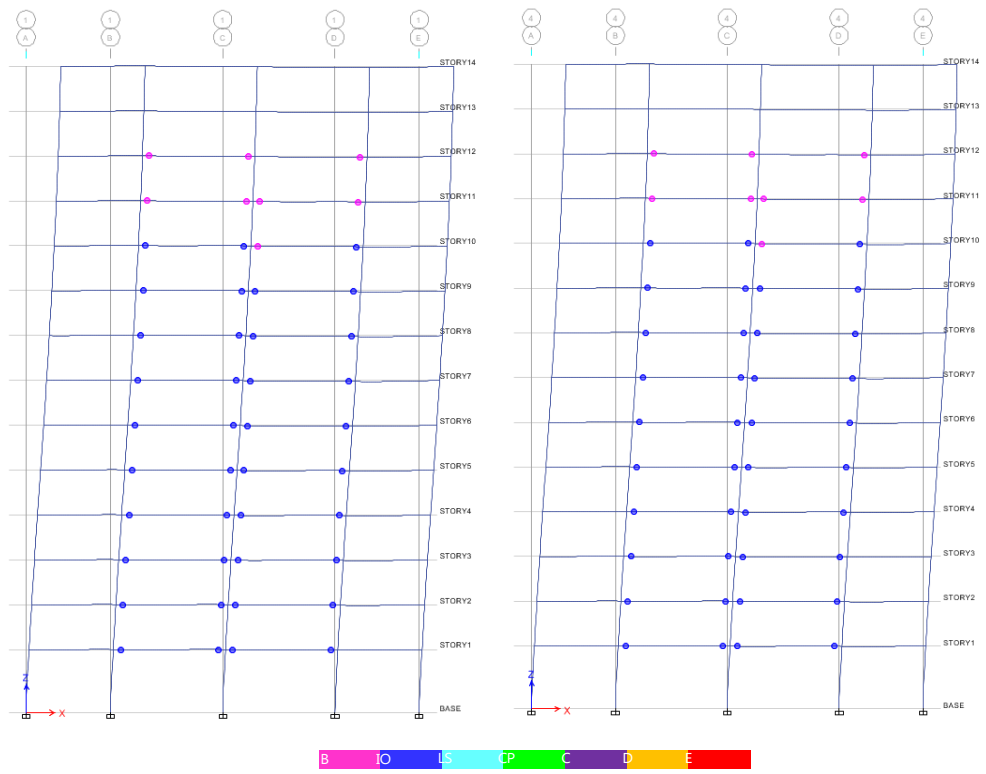 1 1 1 1 1
A B C D E
STORY14
STORY13
STORY12
STORY11
STORY10
STORY9
STORY8
STORY7
STORY6
STORY5
STORY4
STORY3
STORY2
STORY1
Z
X
BASE
4 4 4 4 4
A B C D E
STORY14
STORY13
STORY12
STORY11
STORY10
STORY9
STORY8
STORY7
STORY6
STORY5
STORY4
STORY3
STORY2
STORY1
Z
X
BASE
B IO LS CP C D E